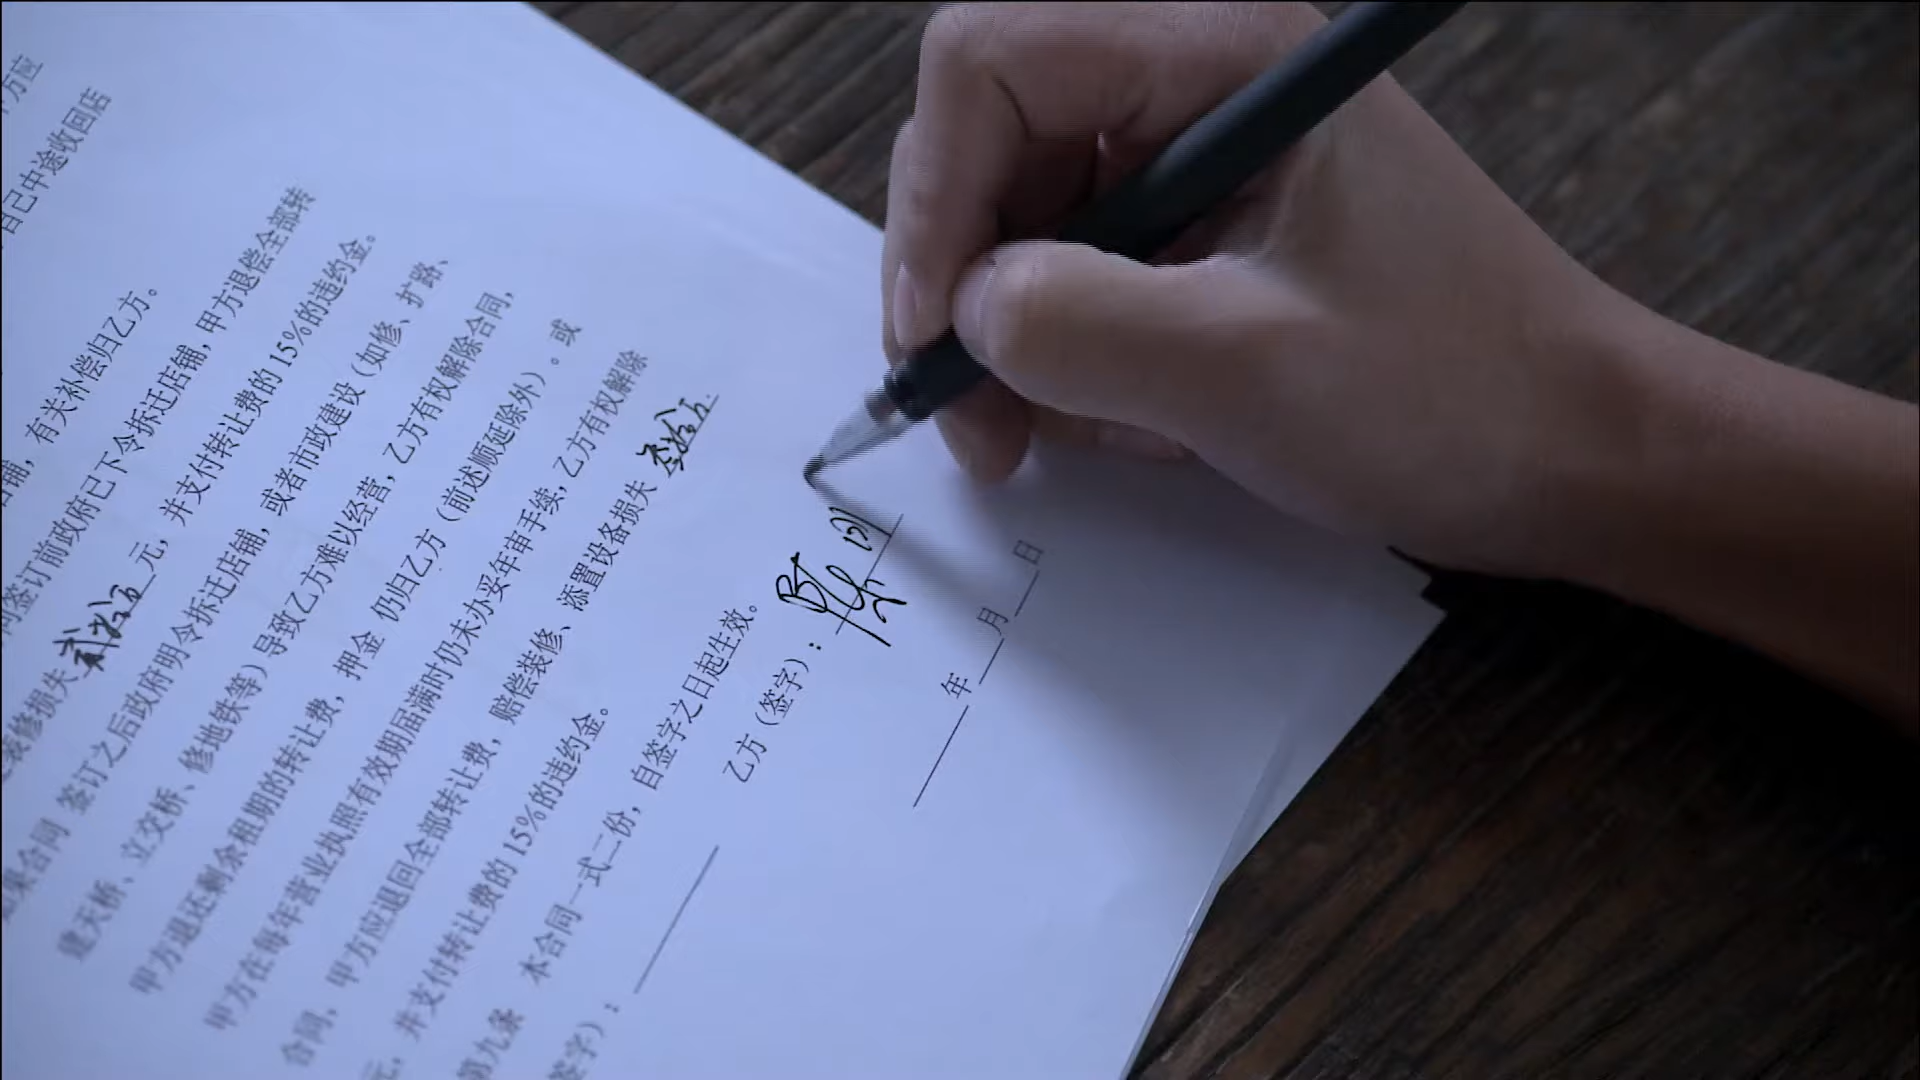 方应
自己中途收回店
店铺，有关补偿归乙方。
同签订前政府已下令拆迁店铺，甲方退偿全部转
装修损失贰拾五元，并支付转让费的15%的违约金。
如果合同 签订之后政府明令拆迁店铺，或者市政建设（如修、扩路、
建天桥、立交桥、修地铁等）导致乙方难以经营，乙方有权解除合同，
甲方退还剩余租期的转让费，押金 仍归乙方（前述顺延除外）。或
甲方在每年营业执照有效期届满时仍未办妥年审手续，乙方有权解除
合同，甲方应退回全部转让费，赔偿装修、添置设备损失
元，并支付转让费的15%的违约金。
第九条 本合同一式二份，自签字之日起生效。
签字）：
乙方（签字）：陈
年 月 日